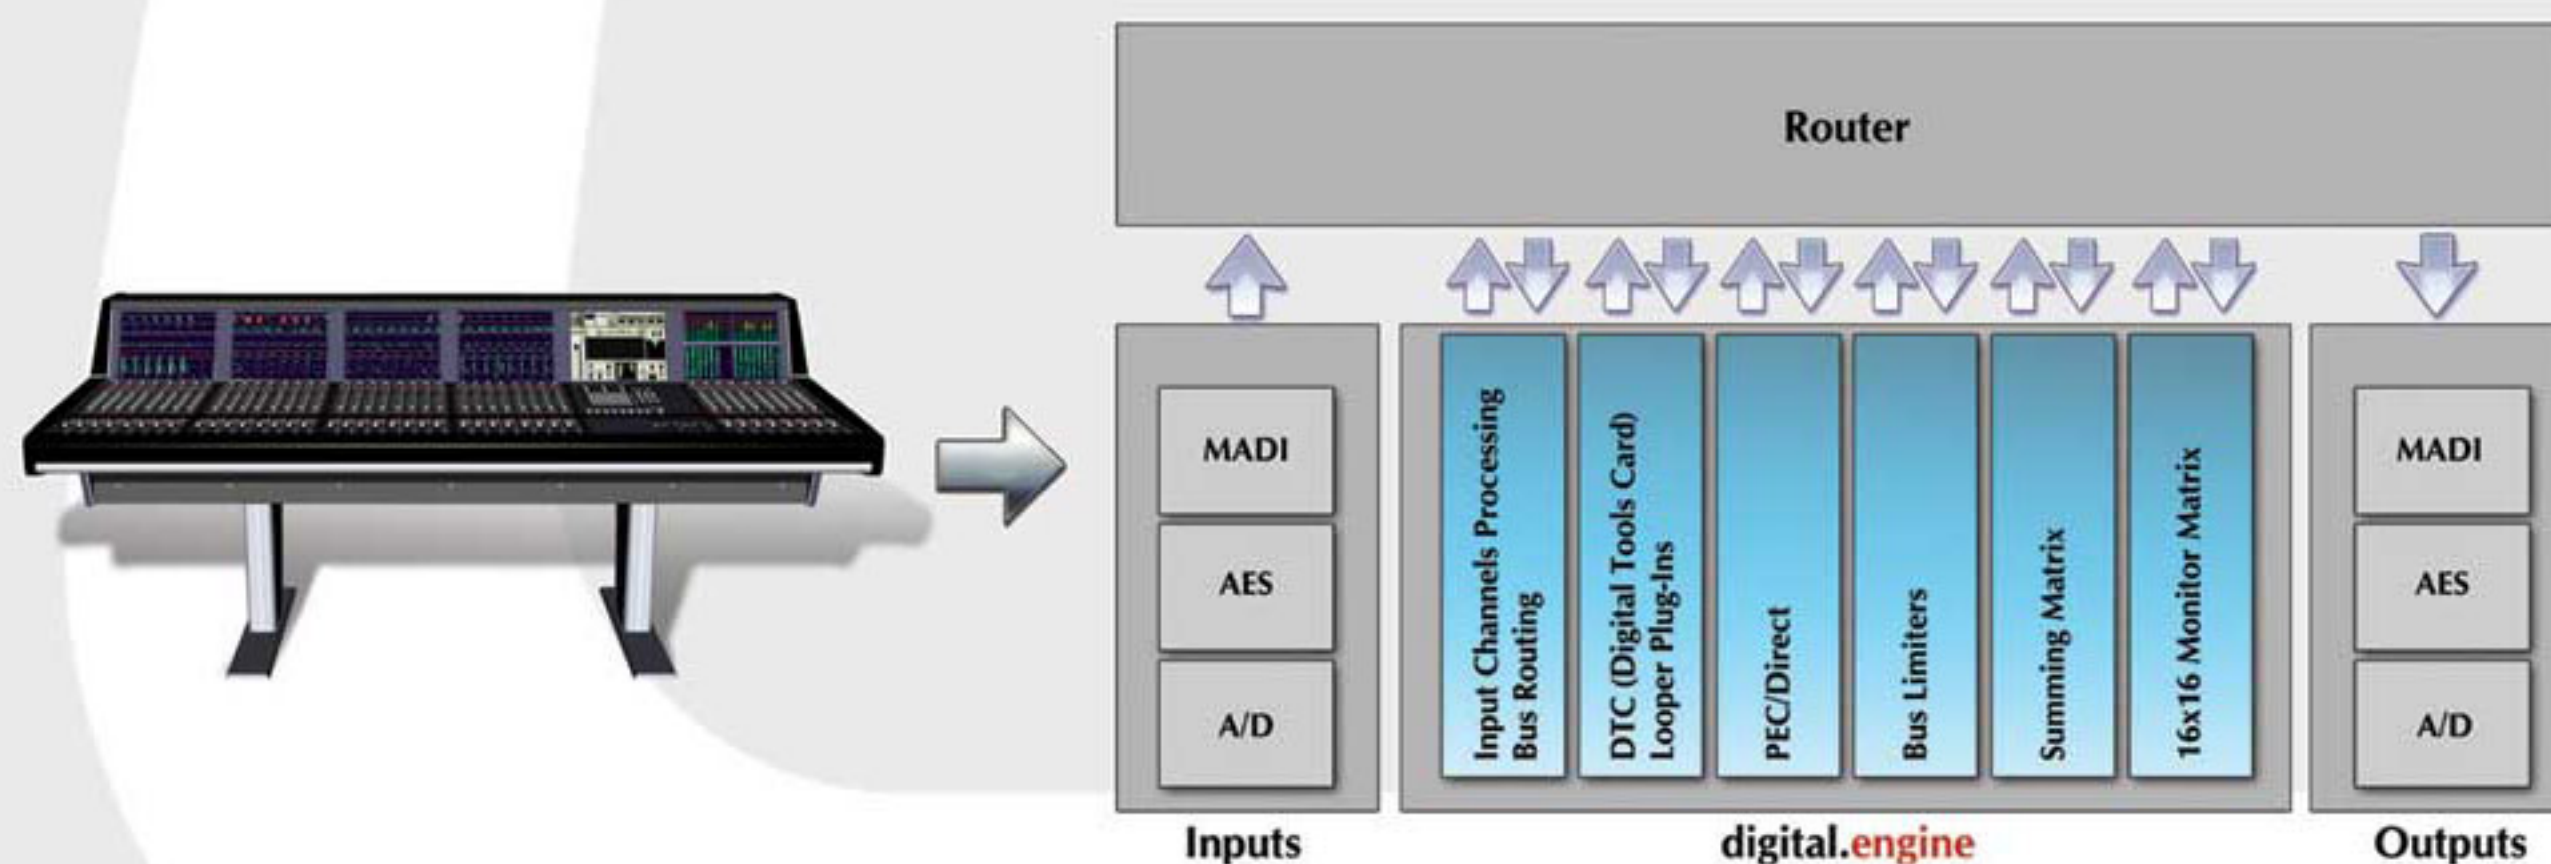 Router
MADI
AES
A/D
Inputs
Input Channels Processing
Bus Routing
DTC (Digital Tools Card)
Looper Plug-Ins
PEC/Direct
Bus Limiters
Summing Matrix
16x16 Monitor Matrix
digital.engine
MADI
AES
A/D
Outputs